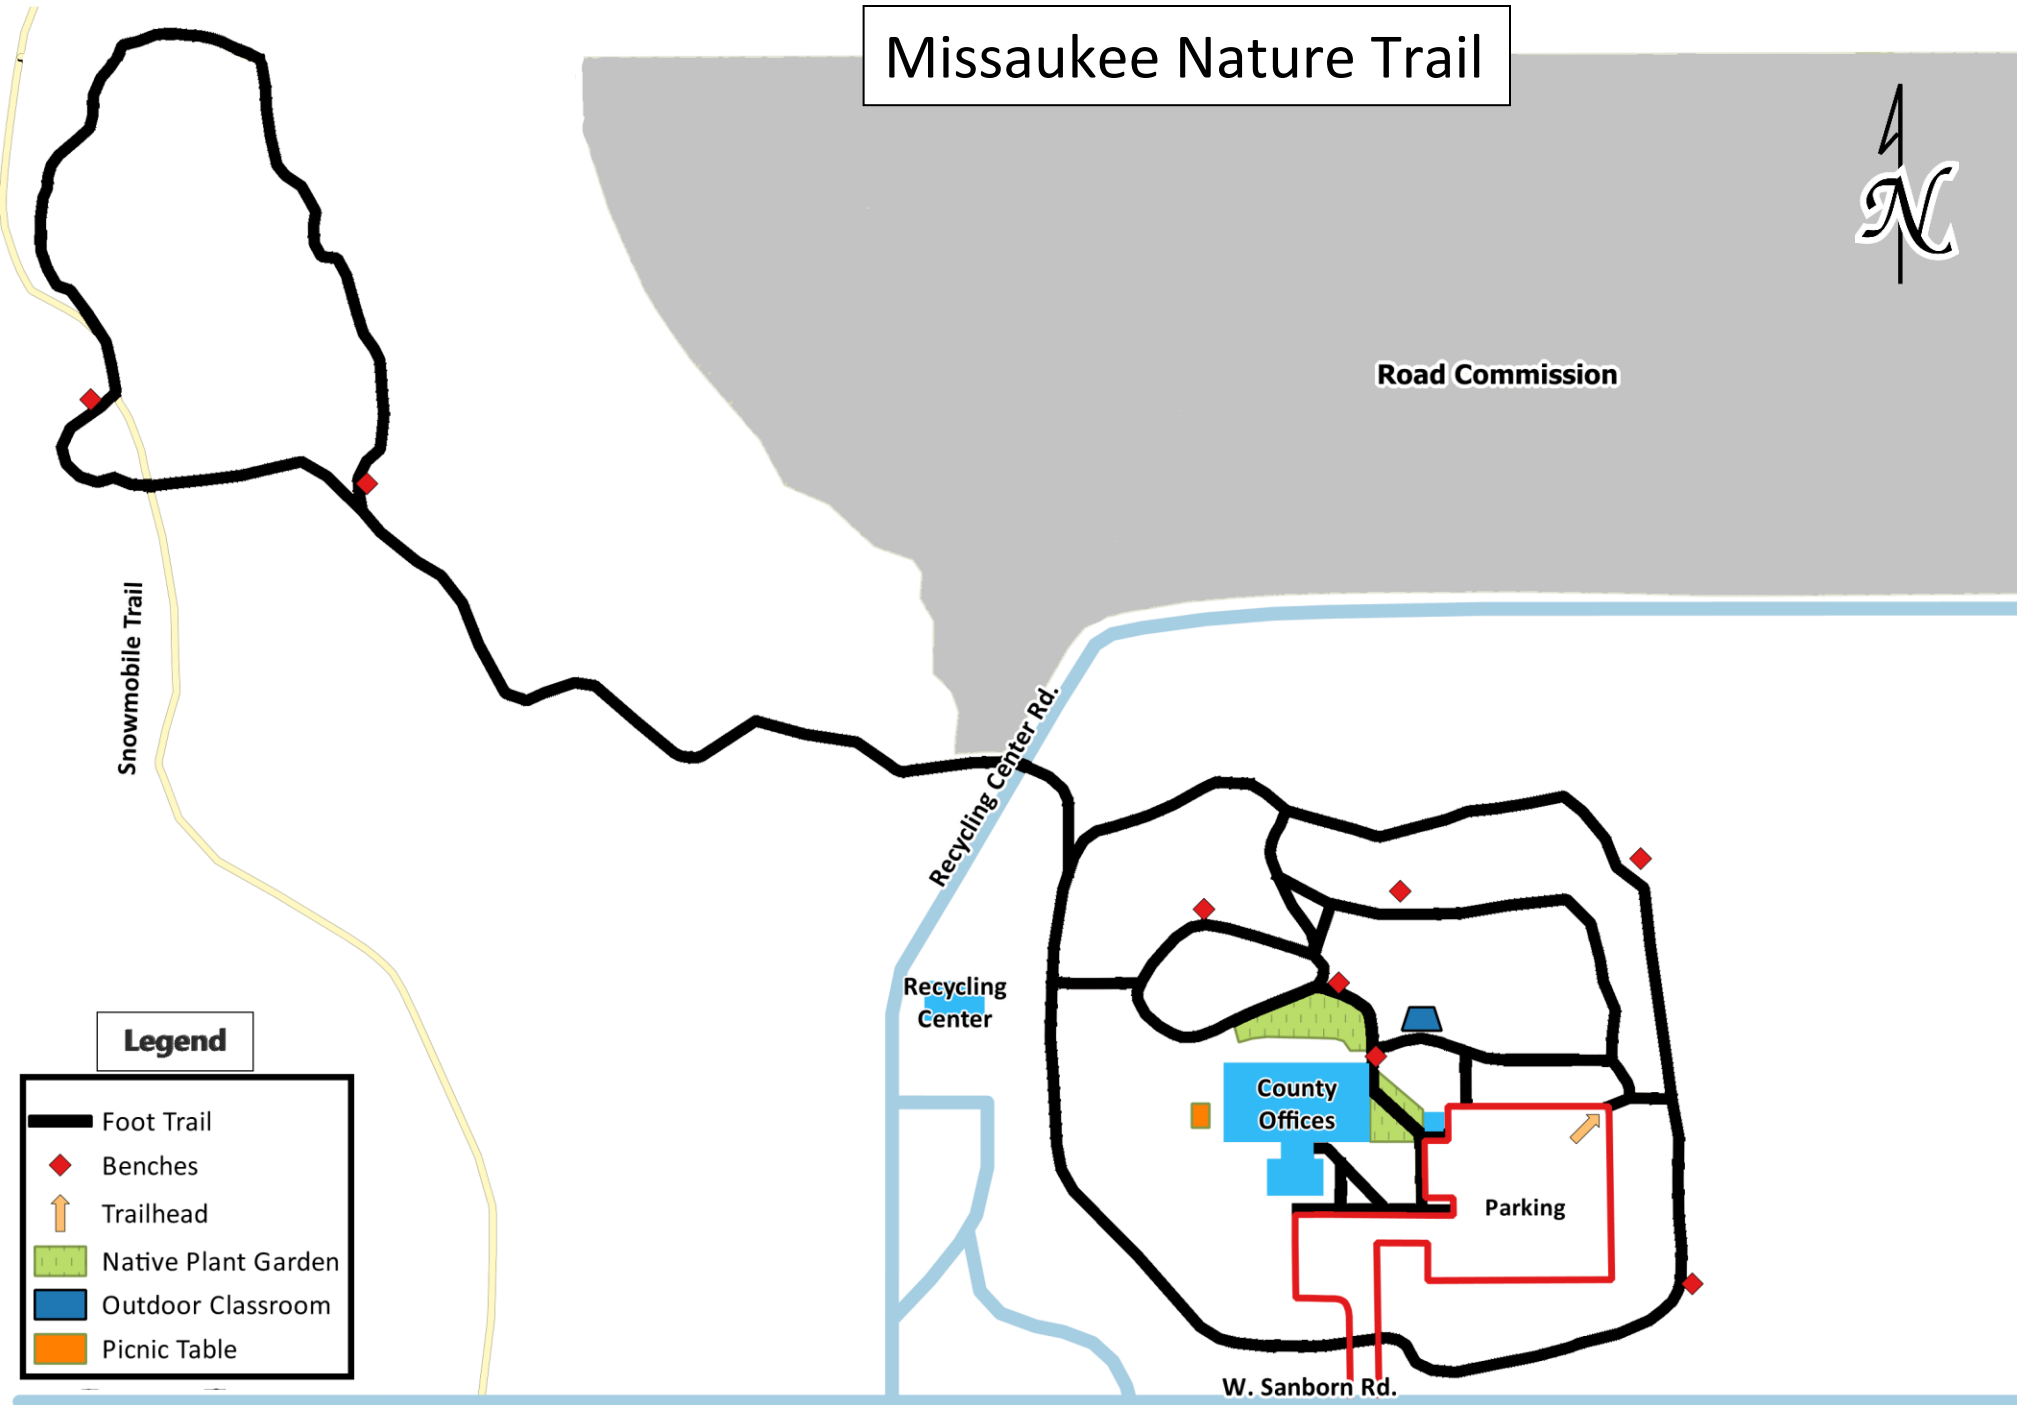 Missaukee Nature Trail
N
Road Commission
Snowmobile Trail
Recycling Center Rd.
Recycling
Center
County
Offices
Parking
W. Sanborn Rd.
Legend
Foot Trail
Benches
Trailhead
Native Plant Garden
Outdoor Classroom
Picnic Table